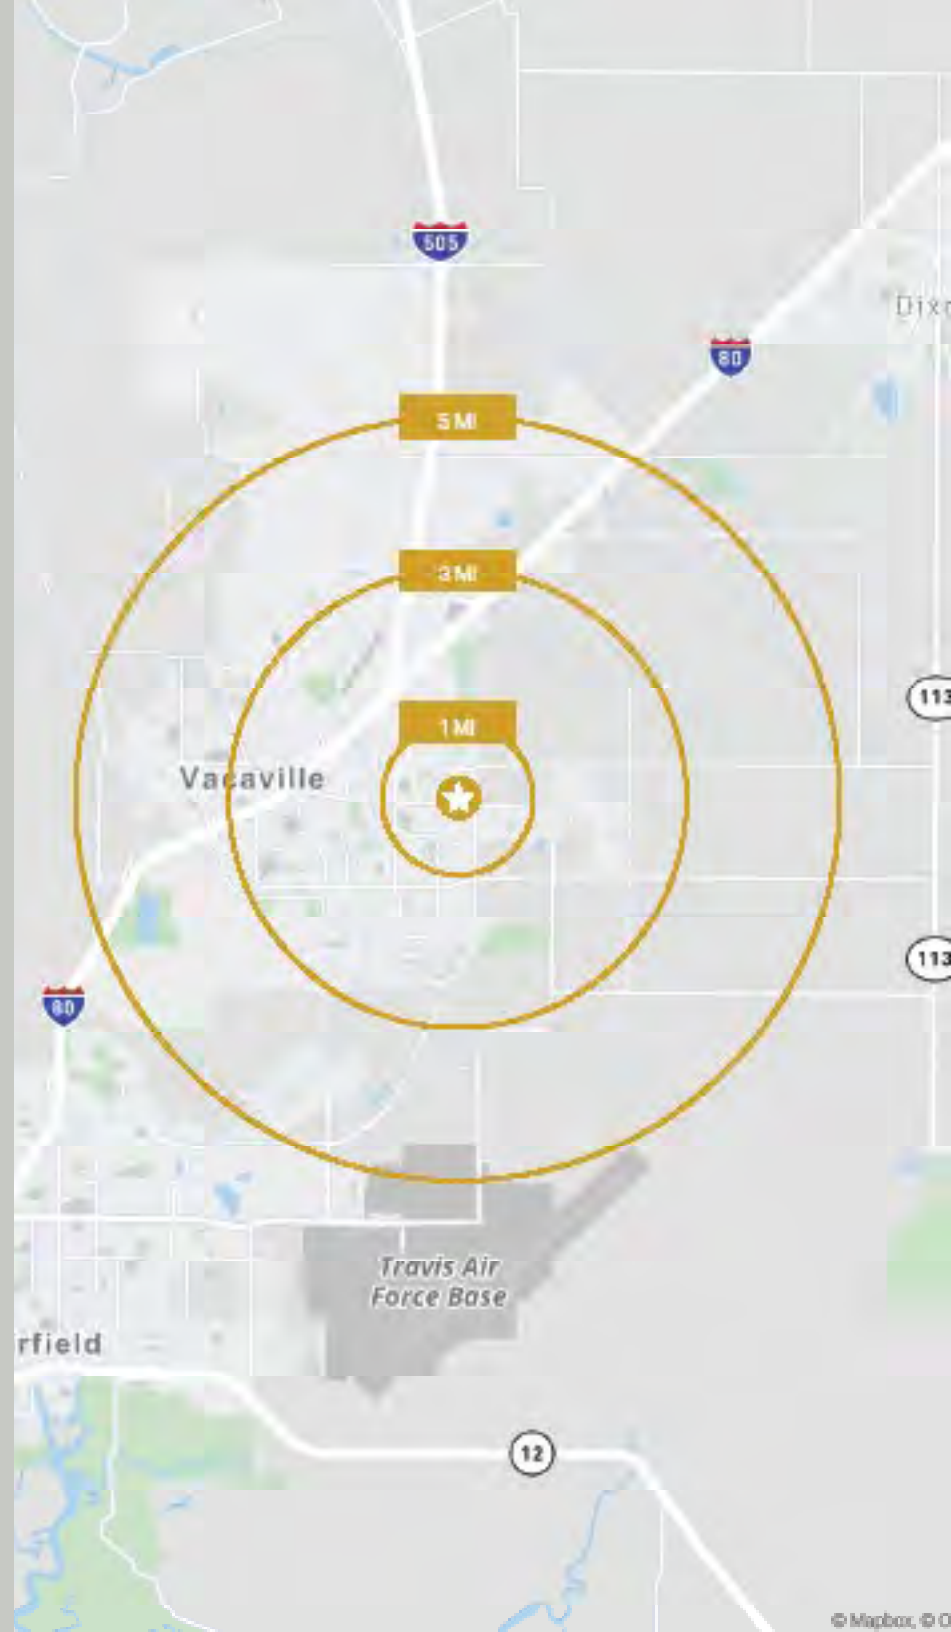 505
Dixo
80
5 MI
3 MI
113
1 MI
Vacaville
113
80
Travis Air
Force Base
rfield
12
© Mapbox, © O